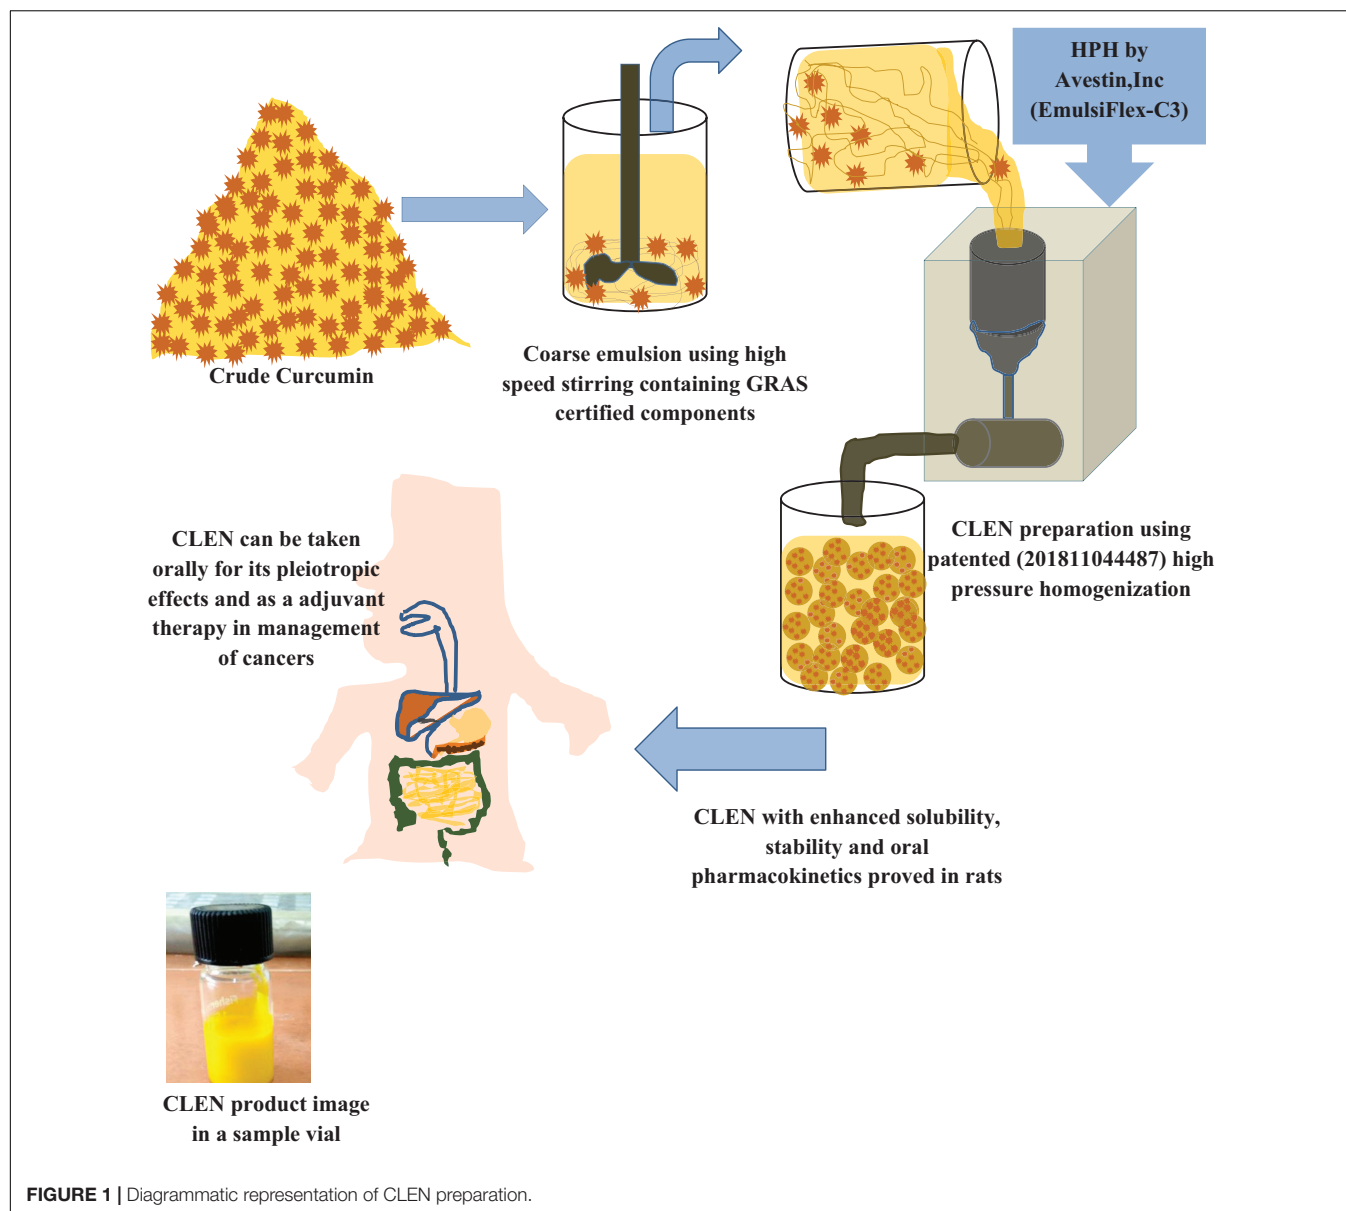 HPH by
Avestin,Inc
(EmulsiFlex-C3)
Crude Curcumin
Coarse emulsion using high
speed stirring containing GRAS
certified components
CLEN preparation using
patented (201811044487) high
pressure homogenization
CLEN can be taken
orally for its pleiotropic
effects and as a adjuvant
therapy in management
of cancers
CLEN with enhanced solubility,
stability and oral
pharmacokinetics proved in rats
CLEN product image
in a sample vial
FIGURE 1 | Diagrammatic representation of CLEN preparation.